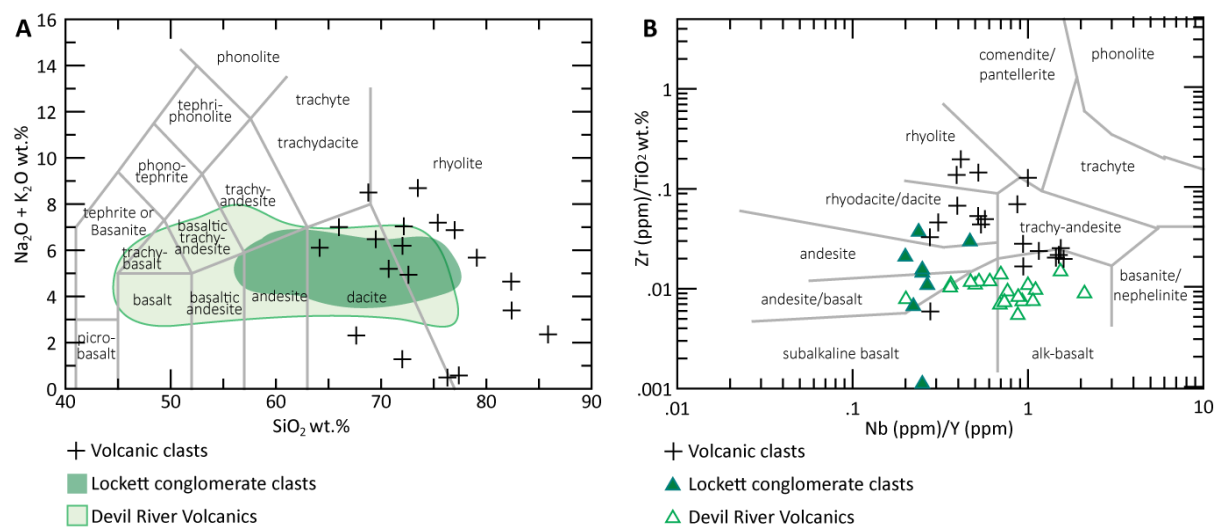 A
Na₂O + K₂O wt.%
16
14
12
10
8
6
4
2
0
phonolite
tephri-
phonolite
trachyte
trachydacite
rhyolite
phono-
tephrite
trachy-
andesite
tephrite or
Basanite
basaltic
trachy-
andesite
trachy-
basalt
basalt
basaltic
andesite
andesite
dacite
picro-
basalt
40 50 60 70 80 90
SiO₂ wt.%
Volcanic clasts
Lockett conglomerate clasts
Devil River Volcanics
B
Zr (ppm)/TiO² wt.%
1
.1
.01
.001
comendite/
pantellerite
phonolite
rhyolite
trachyte
rhyodacite/dacite
trachy-andesite
andesite
basanite/
nephelinite
andesite/basalt
subalkaline basalt
alk-basalt
.01 .1 1 10
Nb (ppm)/Y (ppm)
Volcanic clasts
Lockett conglomerate clasts
Devil River Volcanics